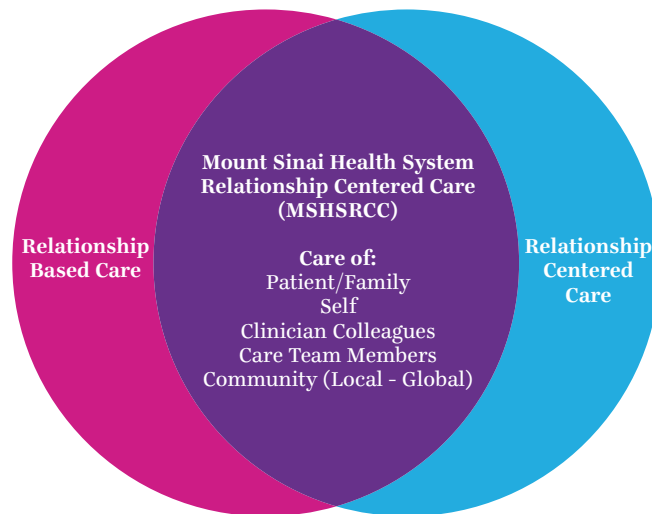 Mount Sinai Health System
Relationship Centered Care
(MSHSRCC)
Relationship
Based Care
Care of:
Patient/Family
Self
Clinician Colleagues
Care Team Members
Community (Local - Global)
Relationship
Centered
Care